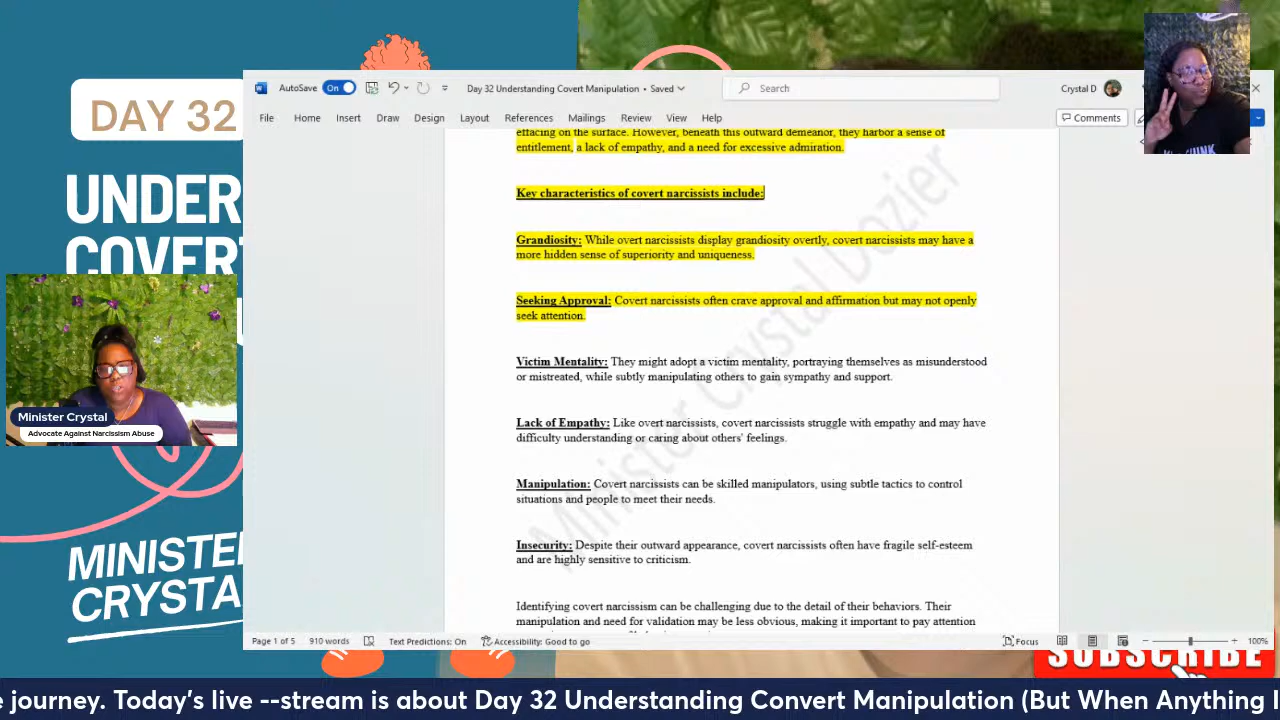 DAY 32
UNDER
COVERT
MINISTER
CRYSTA
Minister Crystal
Advocate Against Narcissism Abuse
AutoSave On Day 32 Understanding Covert Manipulation • Saved Search Crystal D
File Home Insert Draw Design Layout References Mailings Review View Help Comments
effacing on the surface. However, beneath this outward demeanor, they harbor a sense of
entitlement, a lack of empathy, and a need for excessive admiration.
Key characteristics of covert narcissists include:
Grandiosity: While overt narcissists display grandiosity overtly, covert narcissists may have a
more hidden sense of superiority and uniqueness.
Seeking Approval: Covert narcissists often crave approval and affirmation but may not openly
seek attention.
Victim Mentality: They might adopt a victim mentality, portraying themselves as misunderstood
or mistreated, while subtly manipulating others to gain sympathy and support.
Lack of Empathy: Like overt narcissists, covert narcissists struggle with empathy and may have
difficulty understanding or caring about others' feelings.
Manipulation: Covert narcissists can be skilled manipulators, using subtle tactics to control
situations and people to meet their needs.
Insecurity: Despite their outward appearance, covert narcissists often have fragile self-esteem
and are highly sensitive to criticism.
Identifying covert narcissism can be challenging due to the detail of their behaviors. Their
manipulation and need for validation may be less obvious, making it important to pay attention
Minister Crystal Dozier
Page 1 of 5 910 words Text Predictions: On Accessibility: Good to go Focus 100%
SUBSCRIBE
e journey. Today's live --stream is about Day 32 Understanding Convert Manipulation (But When Anything I